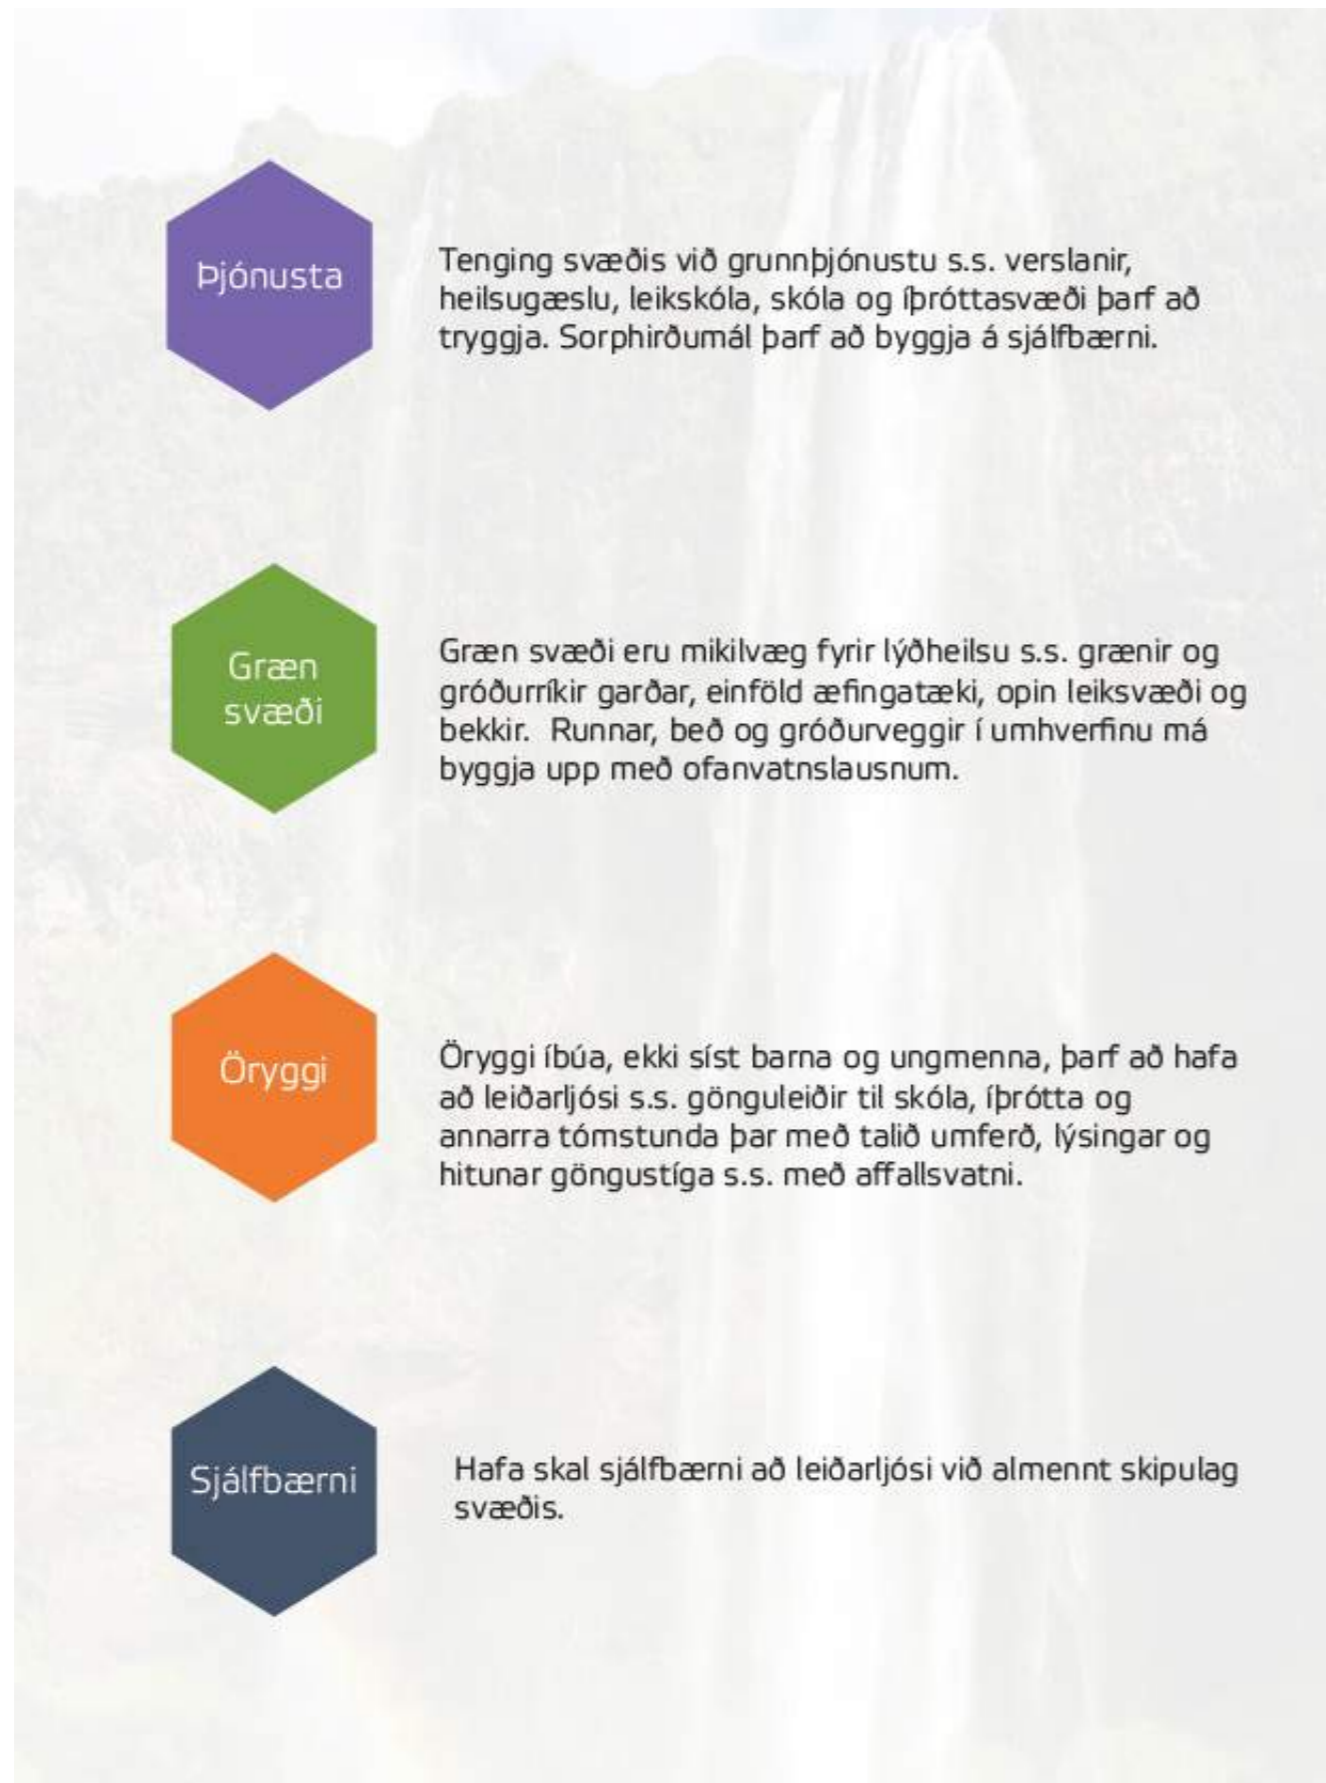 Þjónusta
Tenging svæðis við grunnþjónustu s.s. verslanir,
heilsugæslu, leikskóla, skóla og íþróttasvæði þarf að
tryggja. Sorphirðumál þarf að byggja á sjálfbærni.
Græn
svæði
Græn svæði eru mikilvæg fyrir lýðheilsu s.s. grænir og
gróðurríkir garðar, einföld æfingatæki, opin leiksvæði og
bekkir.  Runnar, beð og gróðurveggir í umhverfinu má
byggja upp með ofanvatnslausnum.
Öryggi
Öryggi íbúa, ekki síst barna og ungmenna, þarf að hafa
að leiðarljósi s.s. gönguleiðir til skóla, íþrótta og
annarra tómstunda þar með talið umferð, lýsingar og
hitunar göngustíga s.s. með affallsvatni.
Sjálfbærni
Hafa skal sjálfbærni að leiðarljósi við almennt skipulag
svæðis.